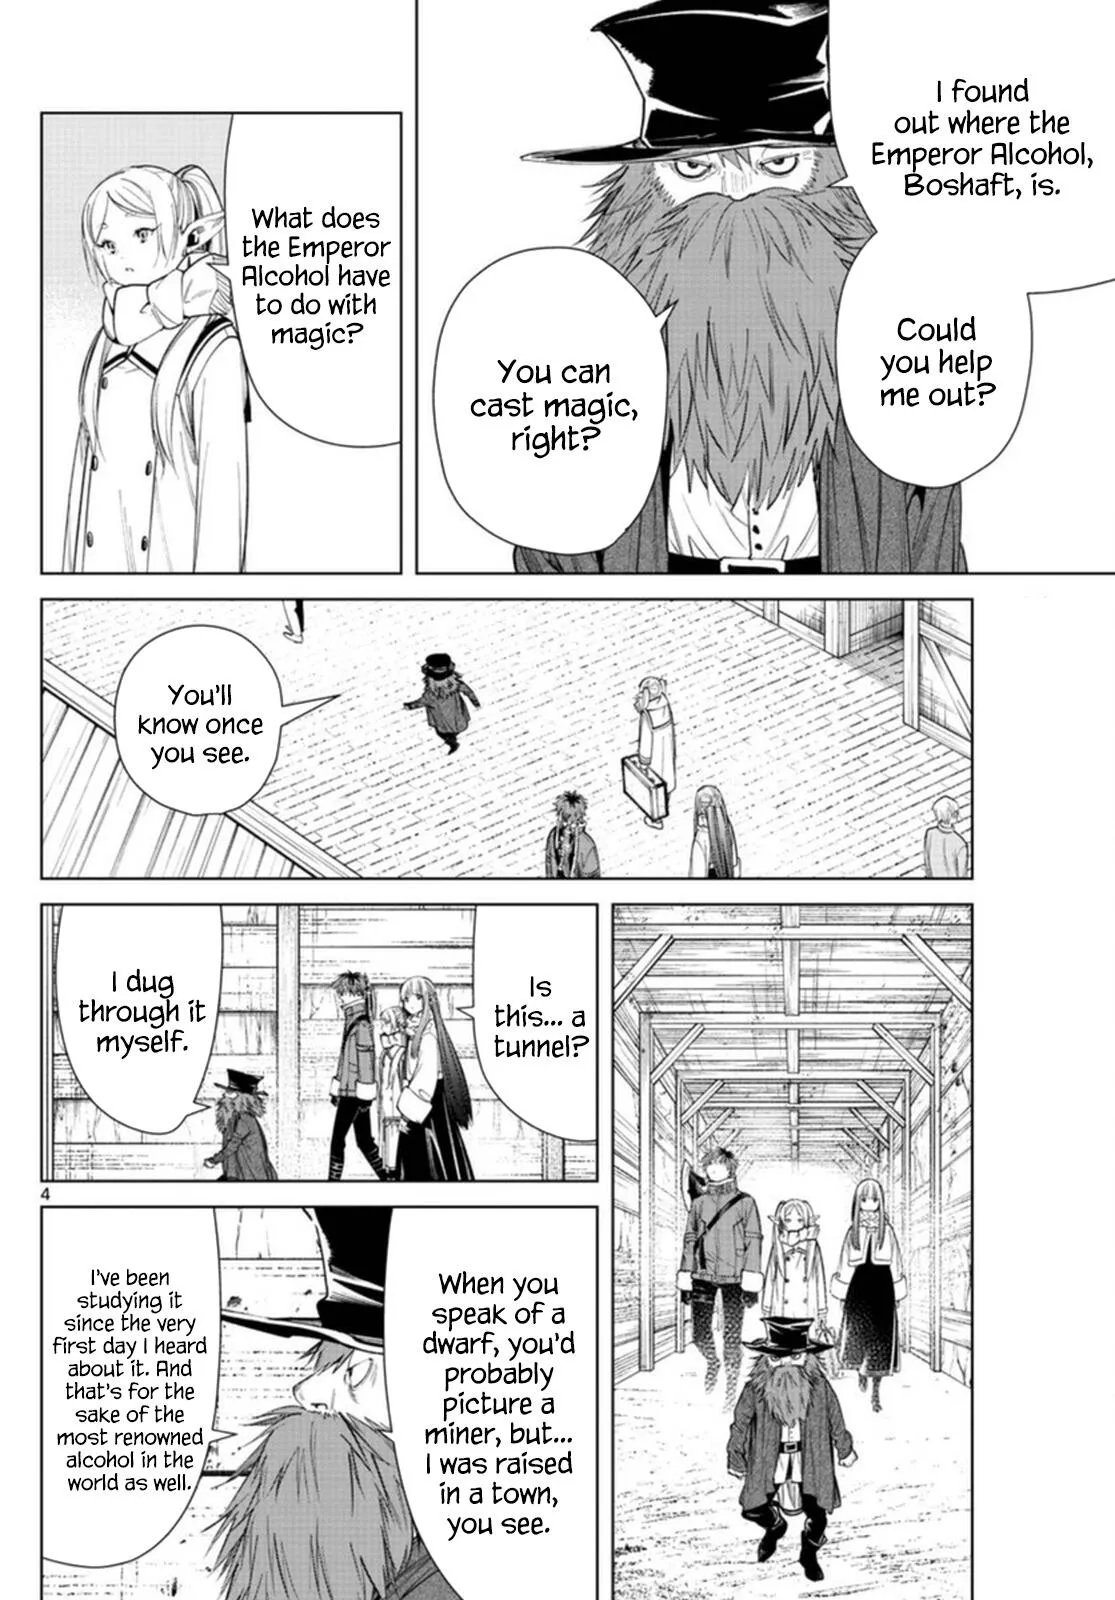 I found
out where the
Emperor Alcohol,
Boshaft, is.
Could
you help
me out?
You can
cast magic,
right?
What does
the Emperor
Alcohol have
to do with
magic?
You'll
know once
you see.
Is
this... a
tunnel?
I dug
through it
myself.
4
When you
speak of a
dwarf, you'd
probably
picture a
miner, but...
I was raised
in a town,
you see.
I've been
studying it
since the very
first day I heard
about it. And
that's for the
sake of the
most renowned
alcohol in the
world as well.